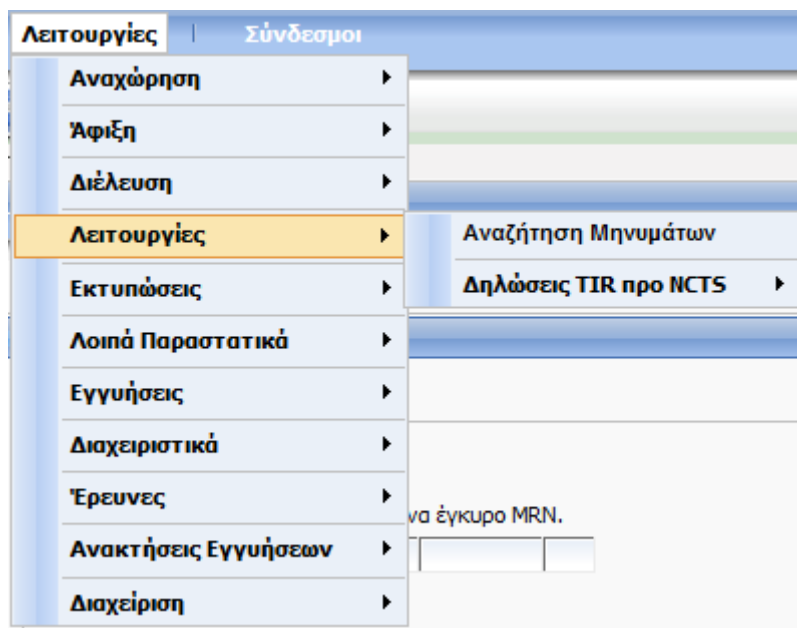 Λειτουργίες | Σύνδεσμοι
Αναχώρηση
Άφιξη
Διέλευση
Λειτουργίες
Αναζήτηση Μηνυμάτων
Εκτυπώσεις
Δηλώσεις TIR προ NCTS
Λοιπά Παραστατικά
Εγγυήσεις
Διαχειριστικά
Έρευνες
να έγκυρο MRN.
Ανακτήσεις Εγγυήσεων
Διαχείριση